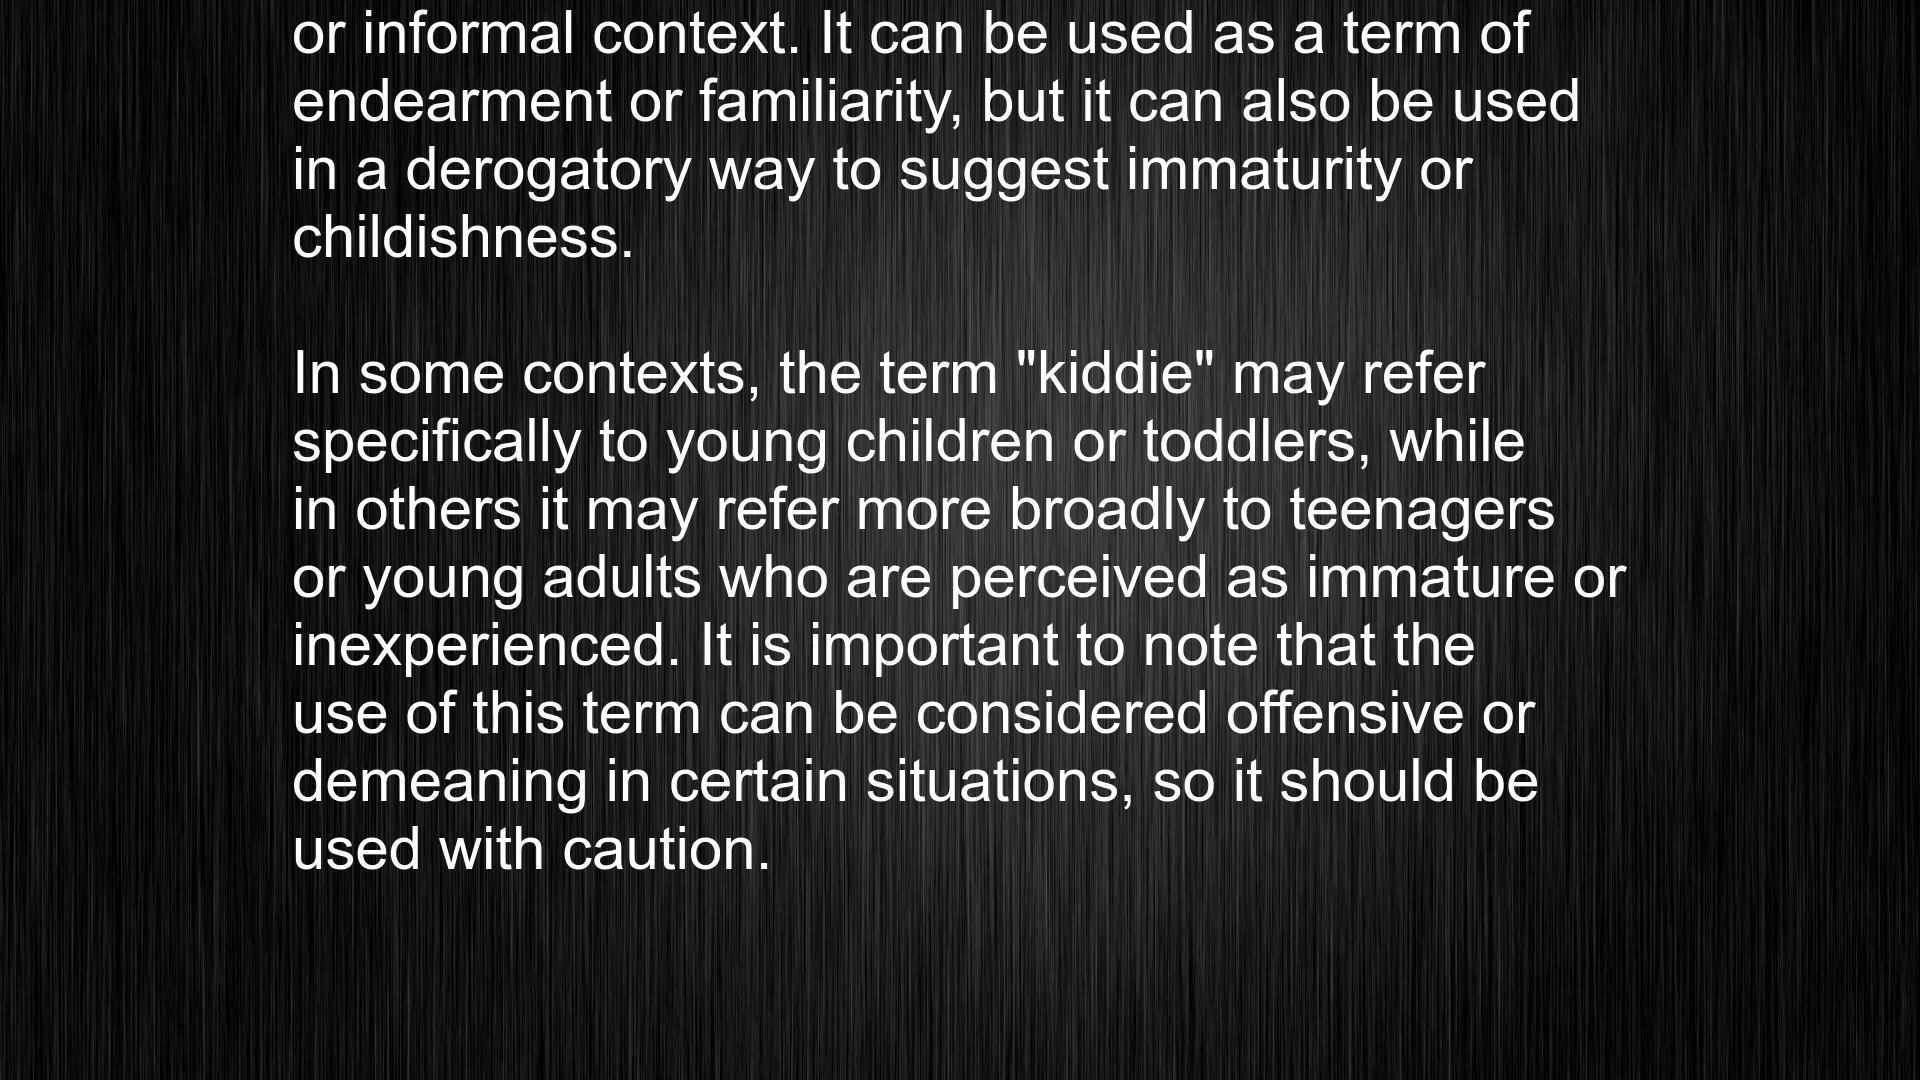 or informal context. It can be used as a term of
endearment or familiarity, but it can also be used
in a derogatory way to suggest immaturity or
childishness.
In some contexts, the term "kiddie" may refer
specifically to young children or toddlers, while
in others it may refer more broadly to teenagers
or young adults who are perceived as immature or
inexperienced. It is important to note that the
use of this term can be considered offensive or
demeaning in certain situations, so it should be
used with caution.